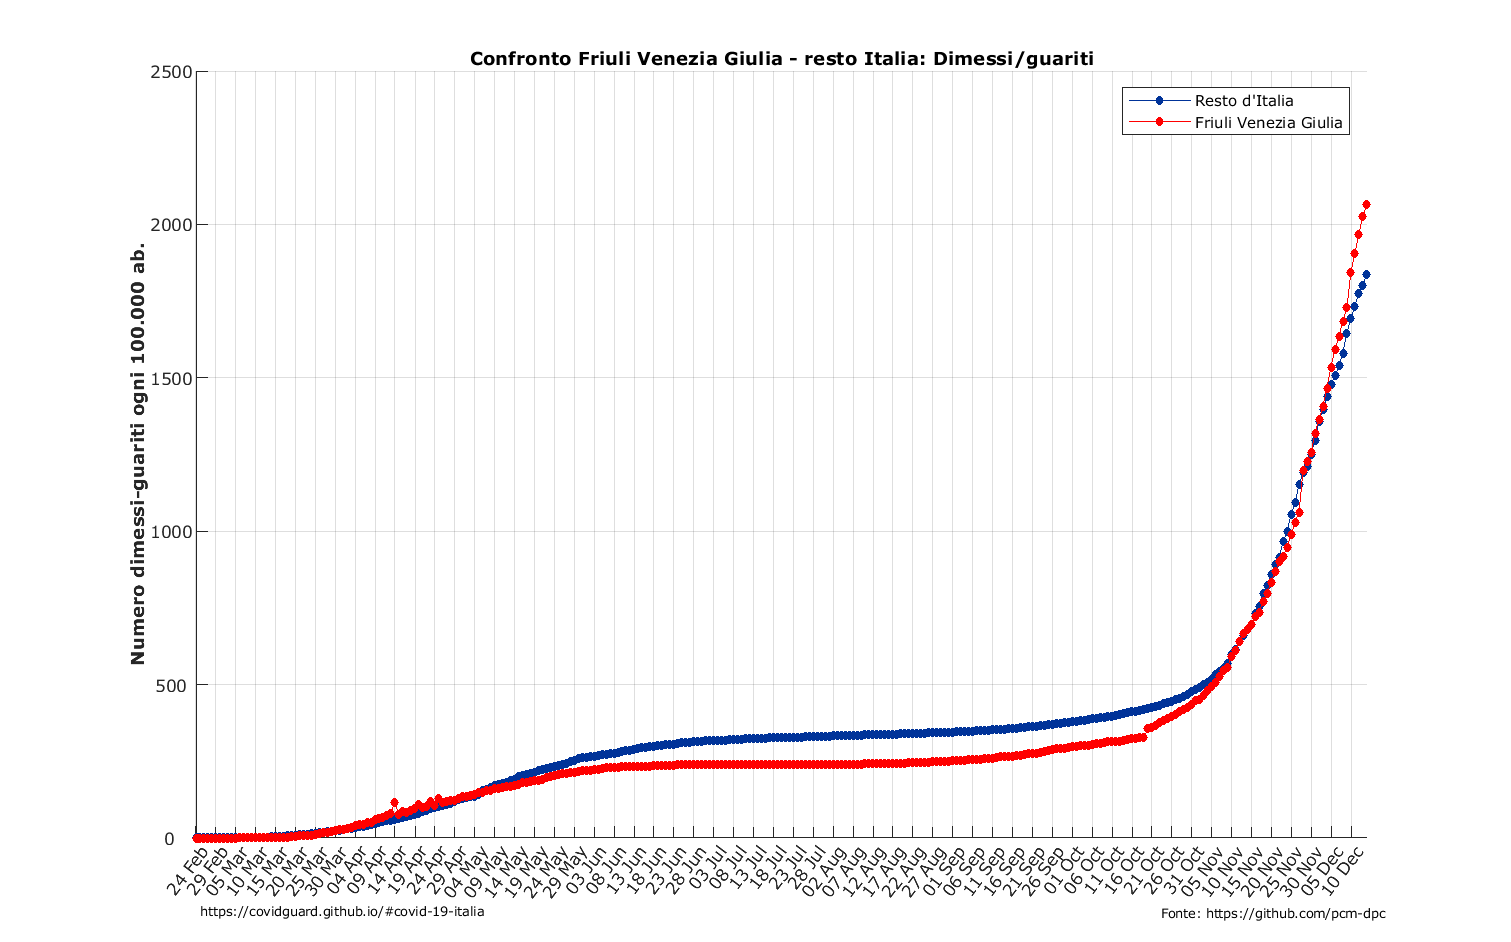 Confronto Friuli Venezia Giulia - resto Italia: Dimessi/guariti
Resto d'Italia
Friuli Venezia Giulia
Numero dimessi-guariti ogni 100.000 ab.
2500
2000
1500
1000
500
0
24 Feb
29 Feb
05 Mar
10 Mar
15 Mar
20 Mar
25 Mar
30 Mar
04 Apr
09 Apr
14 Apr
19 Apr
24 Apr
29 Apr
04 May
09 May
14 May
19 May
24 May
29 May
03 Jun
08 Jun
13 Jun
18 Jun
23 Jun
28 Jun
03 Jul
08 Jul
13 Jul
18 Jul
23 Jul
28 Jul
02 Aug
07 Aug
12 Aug
17 Aug
22 Aug
27 Aug
01 Sep
06 Sep
11 Sep
16 Sep
21 Sep
26 Sep
01 Oct
06 Oct
11 Oct
16 Oct
21 Oct
26 Oct
31 Oct
05 Nov
10 Nov
15 Nov
20 Nov
25 Nov
30 Nov
05 Dec
10 Dec
https://covidguard.github.io/#covid-19-italia
Fonte: https://github.com/pcm-dpc